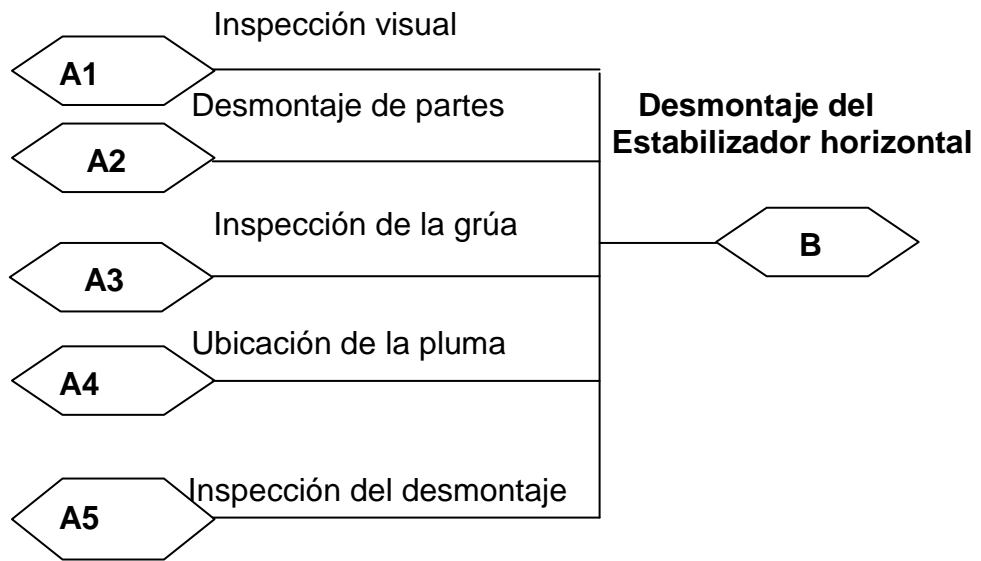 Inspección visual
A1
Desmontaje de partes
A2
Inspección de la grúa
A3
Ubicación de la pluma
A4
Inspección del desmontaje
A5
Desmontaje del
Estabilizador horizontal
B